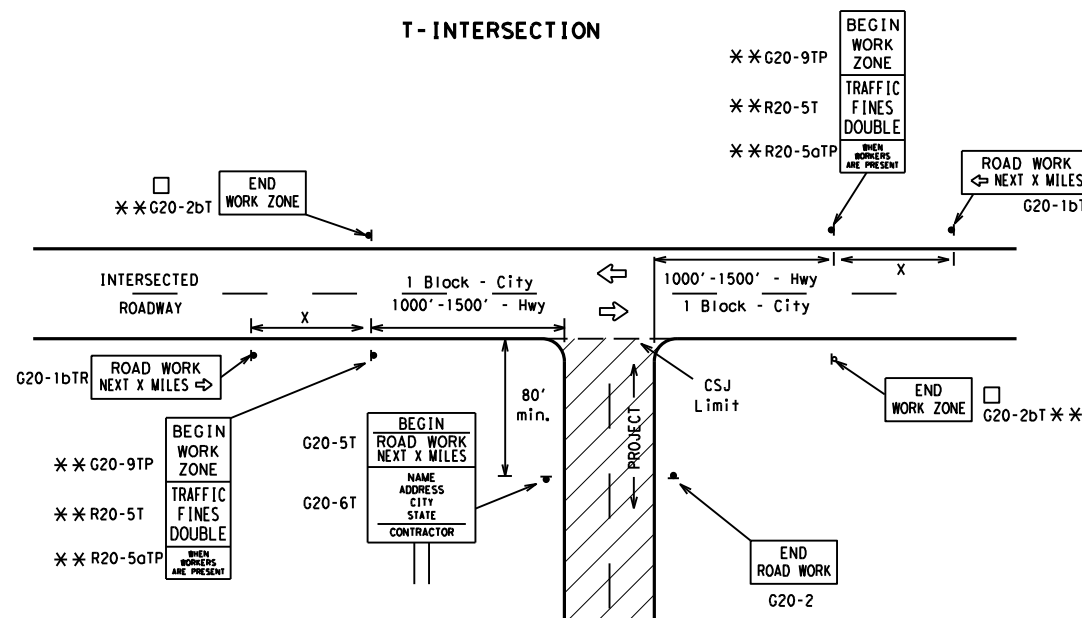 T-INTERSECTION
✳✳G20-9TP
BEGIN
WORK
ZONE
✳✳R20-5T
TRAFFIC
FINES
DOUBLE
✳✳R20-5aTP
WHEN
WORKERS
ARE PRESENT
ROAD WORK
⇦ NEXT X MILES
G20-1bT
□
✳✳G20-2bT
END
WORK ZONE
INTERSECTED
ROADWAY
1 Block - City
1000'-1500' - Hwy
1000'-1500' - Hwy
1 Block - City
X
X
G20-1bTR
ROAD WORK
NEXT X MILES ⇨
80'
min.
CSJ
Limit
PROJECT
END
WORK ZONE
□
G20-2bT ✳✳
✳✳G20-9TP
BEGIN
WORK
ZONE
✳✳R20-5T
TRAFFIC
FINES
DOUBLE
✳✳R20-5aTP
WHEN
WORKERS
ARE PRESENT
G20-5T
BEGIN
ROAD WORK
NEXT X MILES
G20-6T
NAME
ADDRESS
CITY
STATE
CONTRACTOR
END
ROAD WORK
G20-2